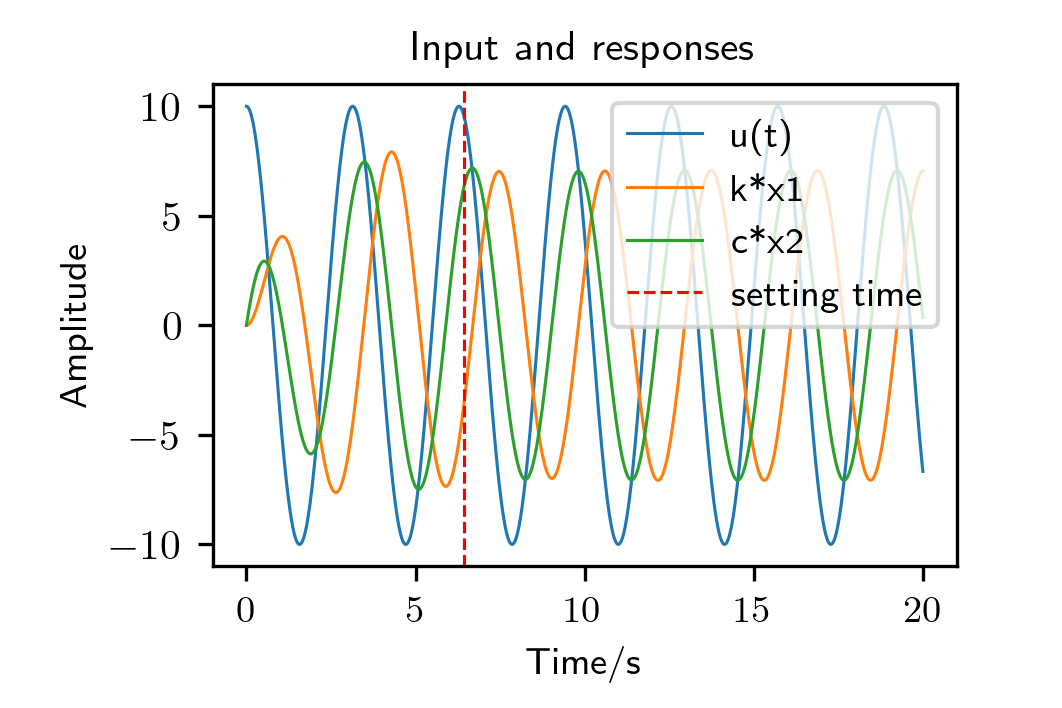 Input and responses
10
5
0
−5
−10
Amplitude
u(t)
k*x1
c*x2
setting time
0 5 10 15 20
Time/s